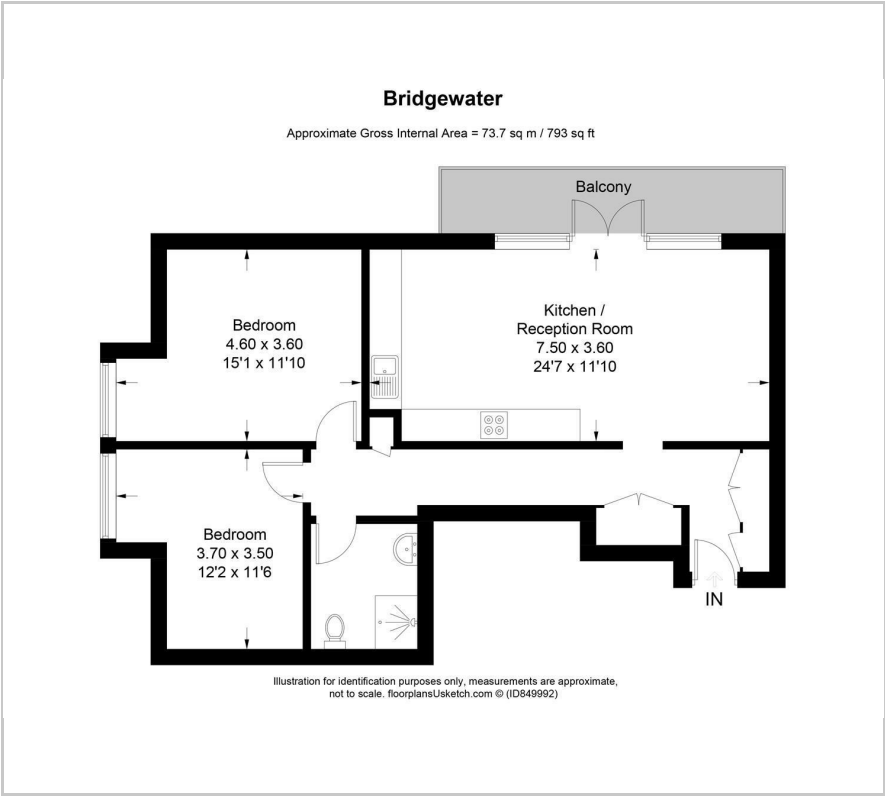 Bridgewater
Approximate Gross Internal Area = 73.7 sq m / 793 sq ft
Balcony
Bedroom
4.60 x 3.60
15'1 x 11'10
Kitchen /
Reception Room
7.50 x 3.60
24'7 x 11'10
Bedroom
3.70 x 3.50
12'2 x 11'6
IN
Illustration for identification purposes only, measurements are approximate,
not to scale. floorplansUsketch.com © (ID849992)